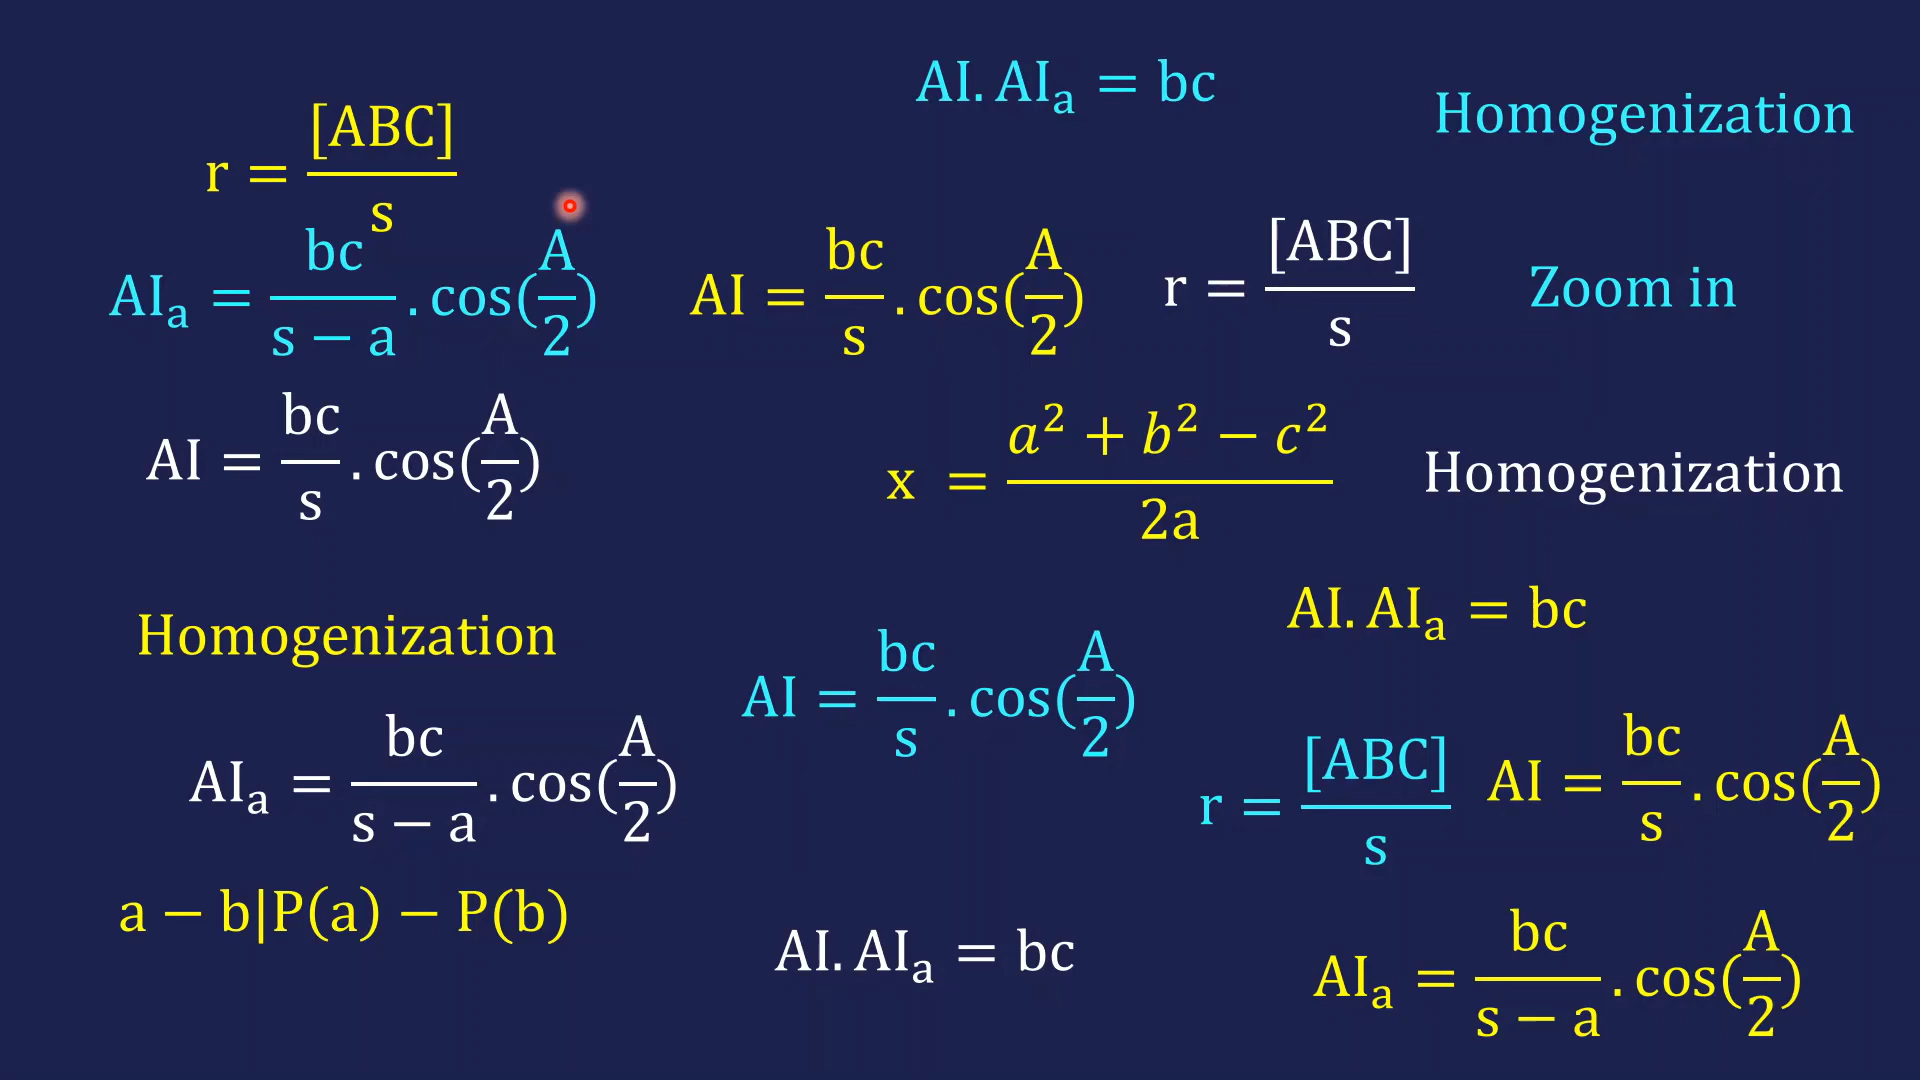 AI. AIₐ = bc
Homogenization
r = [ABC]/s
AIₐ = bc/(s − a) . cos(A/2)
AI = bc/s . cos(A/2)
r = [ABC]/s
Zoom in
AI = bc/s . cos(A/2)
x = (a² + b² − c²)/2a
Homogenization
Homogenization
AI. AIₐ = bc
AI = bc/s . cos(A/2)
AIₐ = bc/(s − a) . cos(A/2)
r = [ABC]/s
AI = bc/s . cos(A/2)
a − b|P(a) − P(b)
AI. AIₐ = bc
AIₐ = bc/(s − a) . cos(A/2)